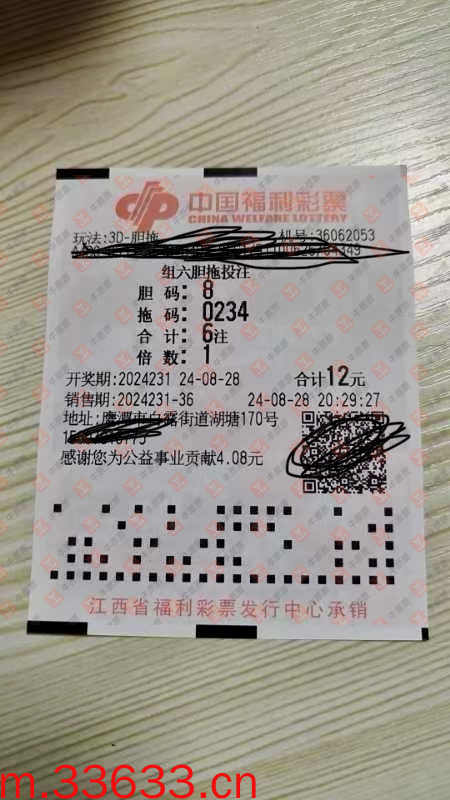 中国福利彩票
CHINA WELFARE LOTTERY
玩法:3D-胆拖 机号:36062053
组六胆拖投注
胆 码: 8
拖 码: 0234
合 计: 6注
倍 数: 1
开奖期:2024231 24-08-28 合计12元
销售期:2024231-36 24-08-28 20:29:27
地址:鹰潭市白露街道湖塘170号
感谢您为公益事业贡献4.08元
江西省福利彩票发行中心承销
m.33633.cn